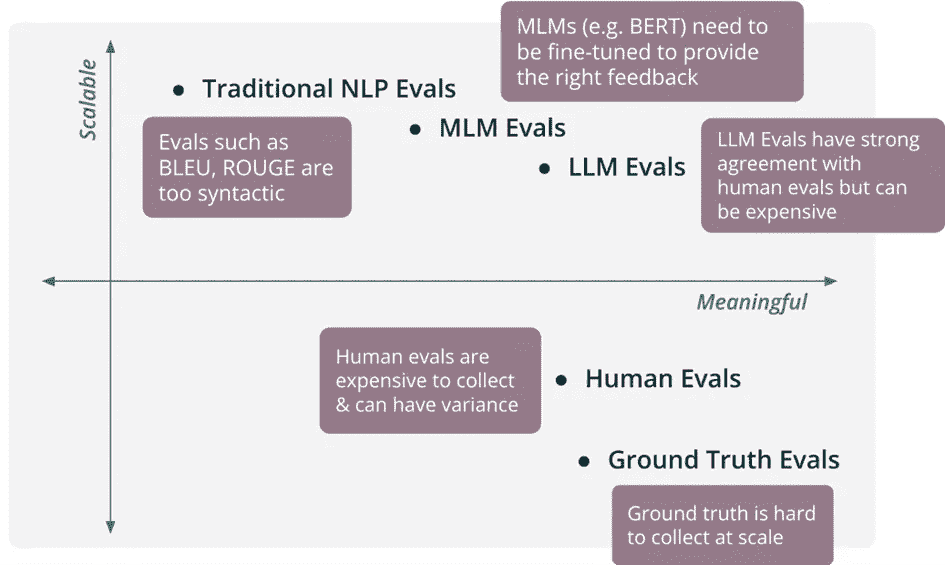 MLMs (e.g. BERT) need to
be fine-tuned to provide
the right feedback
Scalable
Traditional NLP Evals
MLM Evals
Evals such as
BLEU, ROUGE are
too syntactic
LLM Evals
LLM Evals have strong
agreement with
human evals but can
be expensive
Meaningful
Human evals are
expensive to collect
& can have variance
Human Evals
Ground Truth Evals
Ground truth is hard
to collect at scale